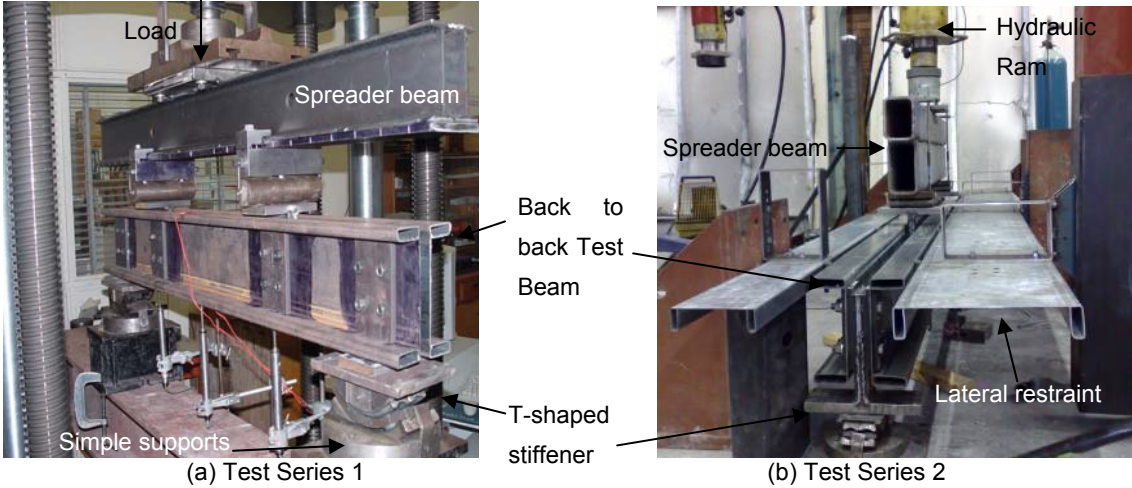 Load
Spreader beam
Simple supports
Back to
back Test
Beam
T-shaped
stiffener
Hydraulic
Ram
Spreader beam
Lateral restraint
(a) Test Series 1
(b) Test Series 2